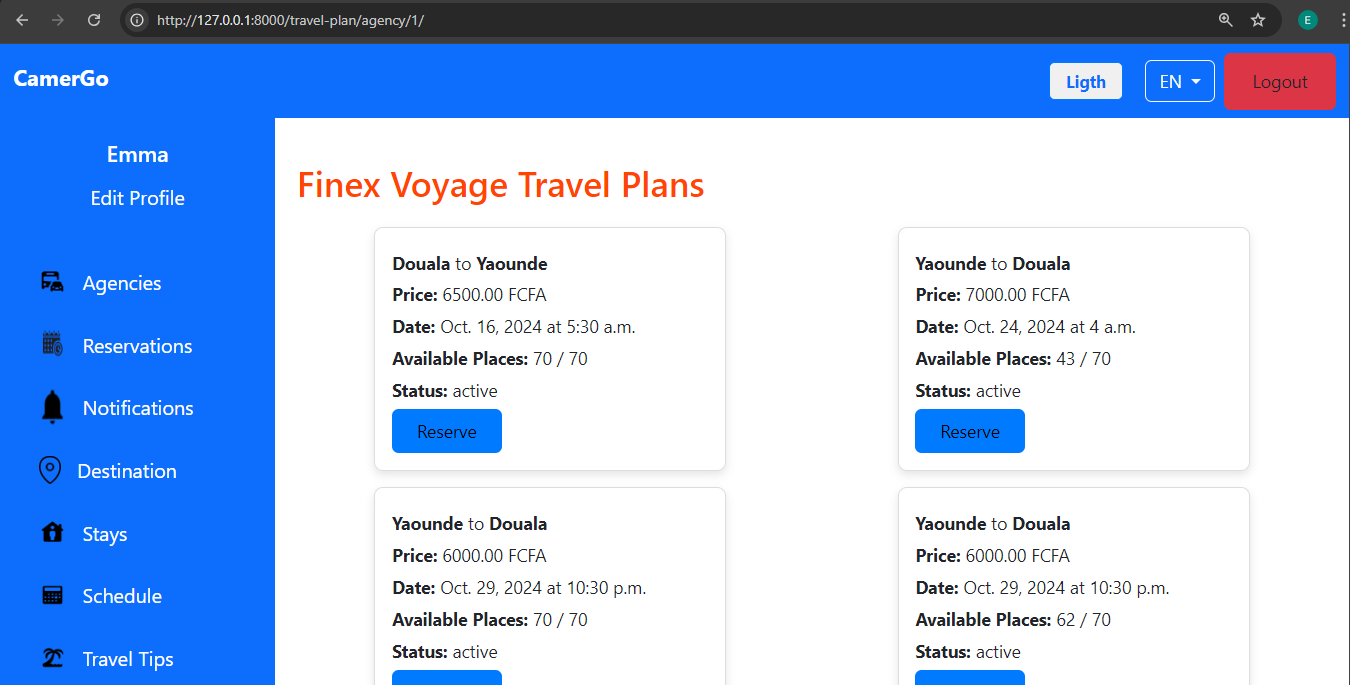 http://127.0.0.1:8000/travel-plan/agency/1/
E
CamerGo
Ligth
EN
Logout
Emma
Edit Profile
Agencies
Reservations
Notifications
Destination
Stays
Schedule
Travel Tips
Finex Voyage Travel Plans
Douala to Yaounde
Price: 6500.00 FCFA
Date: Oct. 16, 2024 at 5:30 a.m.
Available Places: 70 / 70
Status: active
Reserve
Yaounde to Douala
Price: 7000.00 FCFA
Date: Oct. 24, 2024 at 4 a.m.
Available Places: 43 / 70
Status: active
Reserve
Yaounde to Douala
Price: 6000.00 FCFA
Date: Oct. 29, 2024 at 10:30 p.m.
Available Places: 70 / 70
Status: active
Yaounde to Douala
Price: 6000.00 FCFA
Date: Oct. 29, 2024 at 10:30 p.m.
Available Places: 62 / 70
Status: active